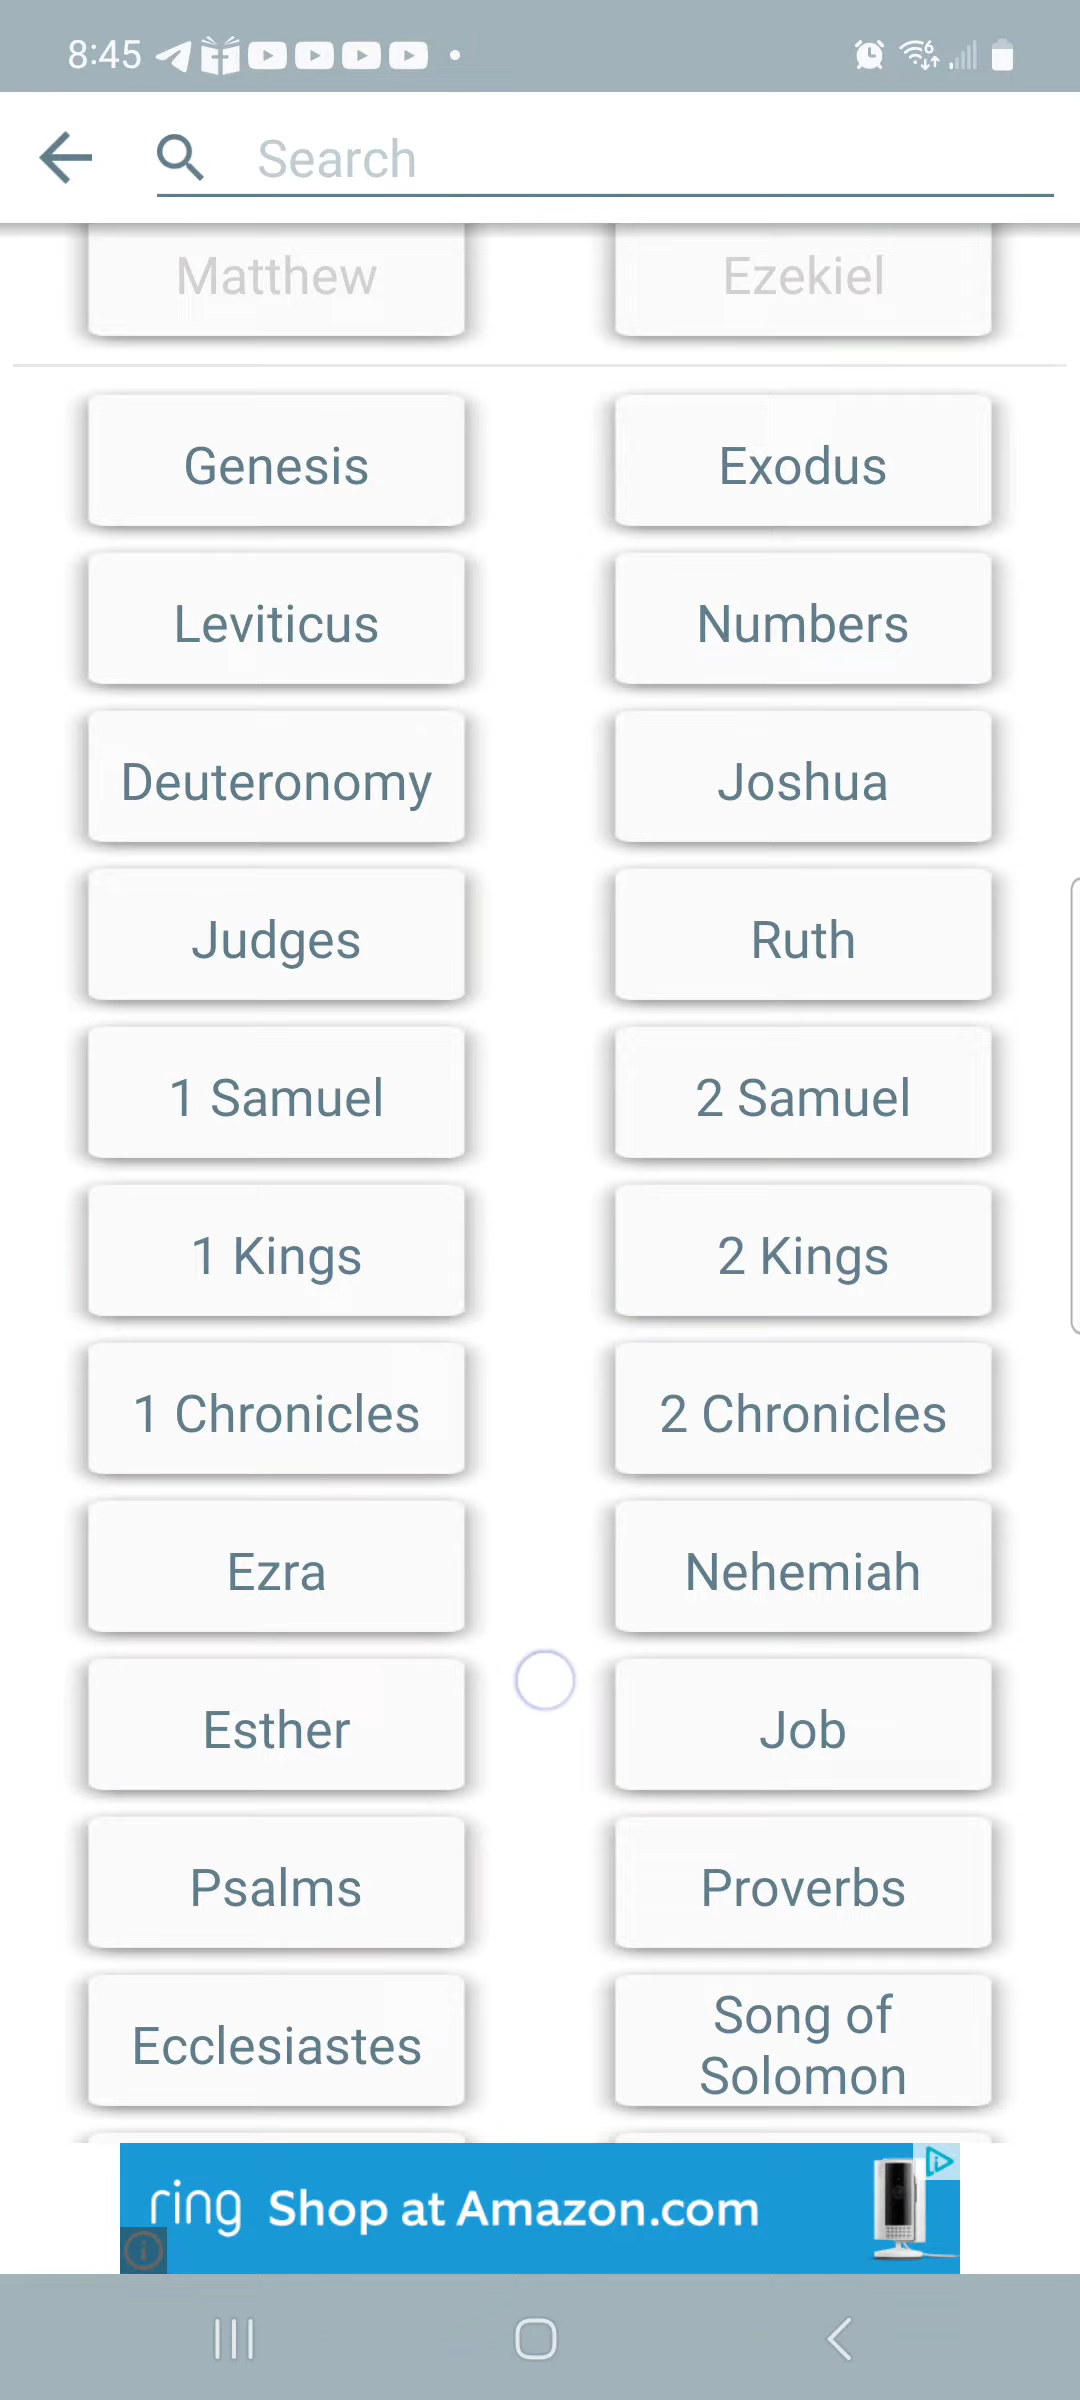 8:45
Search
Matthew
Ezekiel
Genesis
Exodus
Leviticus
Numbers
Deuteronomy
Joshua
Judges
Ruth
1 Samuel
2 Samuel
1 Kings
2 Kings
1 Chronicles
2 Chronicles
Ezra
Nehemiah
Esther
Job
Psalms
Proverbs
Ecclesiastes
Song of
Solomon
ring Shop at Amazon.com